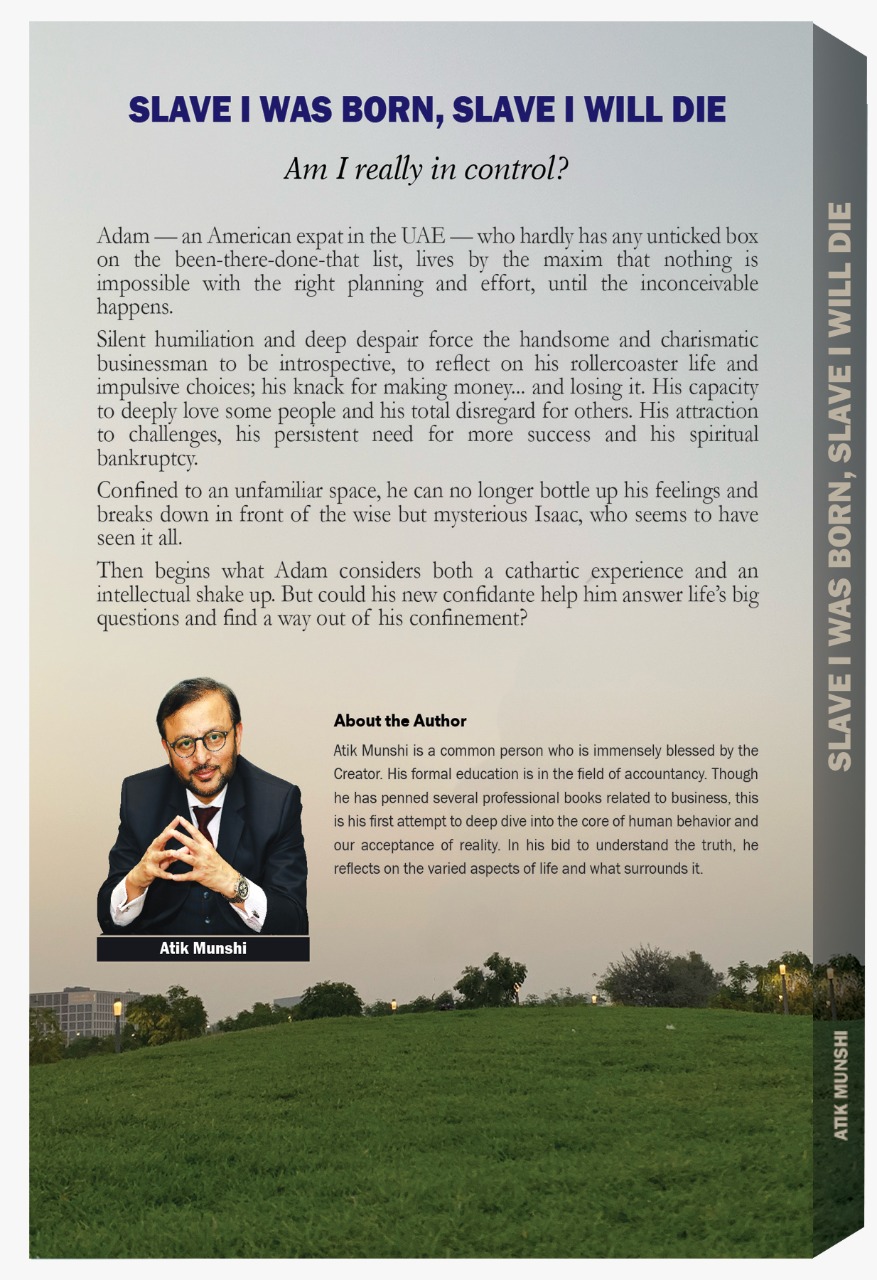 SLAVE I WAS BORN, SLAVE I WILL DIE
Am I really in control?
Adam — an American expat in the UAE — who hardly has any unticked box
on the been-there-done-that list, lives by the maxim that nothing is
impossible with the right planning and effort, until the inconceivable
happens.
Silent humiliation and deep despair force the handsome and charismatic
businessman to be introspective, to reflect on his rollercoaster life and
impulsive choices; his knack for making money... and losing it. His capacity
to deeply love some people and his total disregard for others. His attraction
to challenges, his persistent need for more success and his spiritual
bankruptcy.
Confined to an unfamiliar space, he can no longer bottle up his feelings and
breaks down in front of the wise but mysterious Isaac, who seems to have
seen it all.
Then begins what Adam considers both a cathartic experience and an
intellectual shake up. But could his new confidante help him answer life's big
questions and find a way out of his confinement?
About the Author
Atik Munshi is a common person who is immensely blessed by the
Creator. His formal education is in the field of accountancy. Though
he has penned several professional books related to business, this
is his first attempt to deep dive into the core of human behavior and
our acceptance of reality. In his bid to understand the truth, he
reflects on the varied aspects of life and what surrounds it.
Atik Munshi
SLAVE I WAS BORN, SLAVE I WILL DIE
ATIK MUNSHI